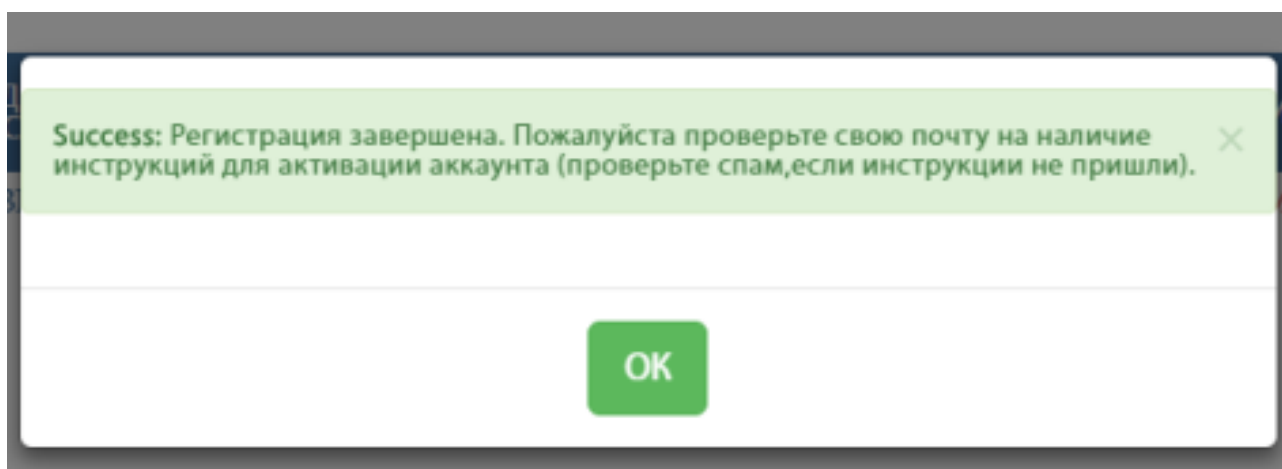 Success: Регистрация завершена. Пожалуйста проверьте свою почту на наличие
инструкций для активации аккаунта (проверьте спам,если инструкции не пришли).
×
OK